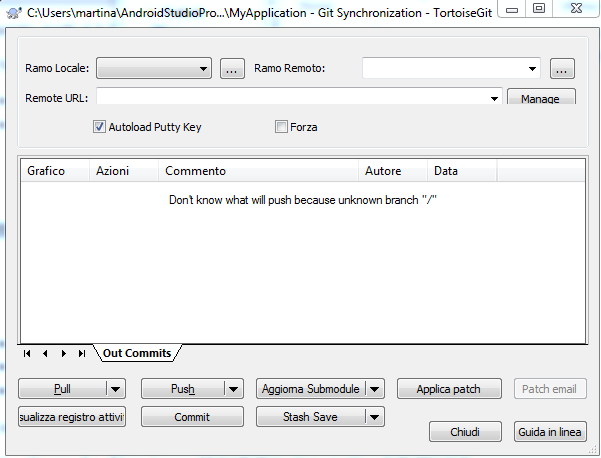 C:\Users\martina\AndroidStudioPro...\MyApplication - Git Synchronization - TortoiseGit
Ramo Locale: ... Ramo Remoto: ...
Remote URL: Manage
Autoload Putty Key Forza
Grafico Azioni Commento Autore Data
Don't know what will push because unknown branch "/"
Out Commits
Pull Push Aggiorna Submodule Applica patch Patch email
sualizza registro attivit Commit Stash Save
Chiudi Guida in linea